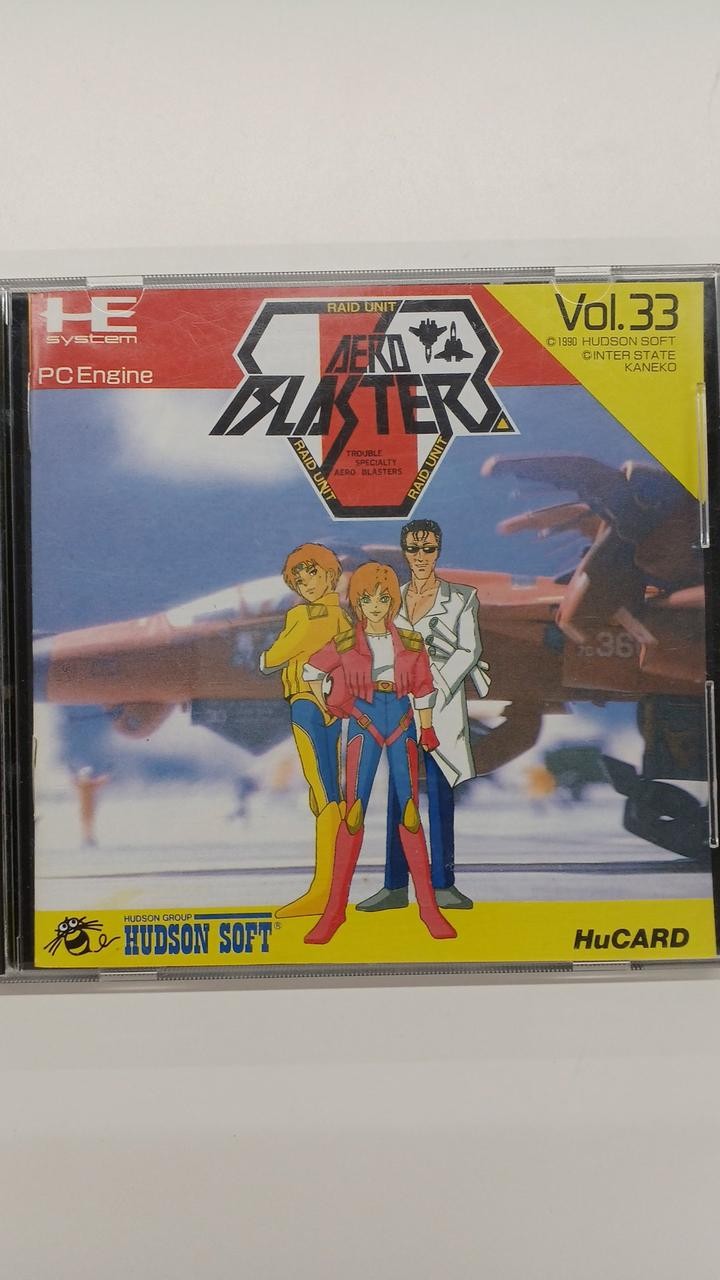 HE
system
PC Engine
RAID UNIT
AERO
BLASTERS
TROUBLE
SPECIALTY
AERO BLASTERS
RAID UNIT
RAID UNIT
Vol.33
© 1990 HUDSON SOFT
© INTER STATE
KANEKO
36
HUDSON GROUP
HUDSON SOFT®
HuCARD